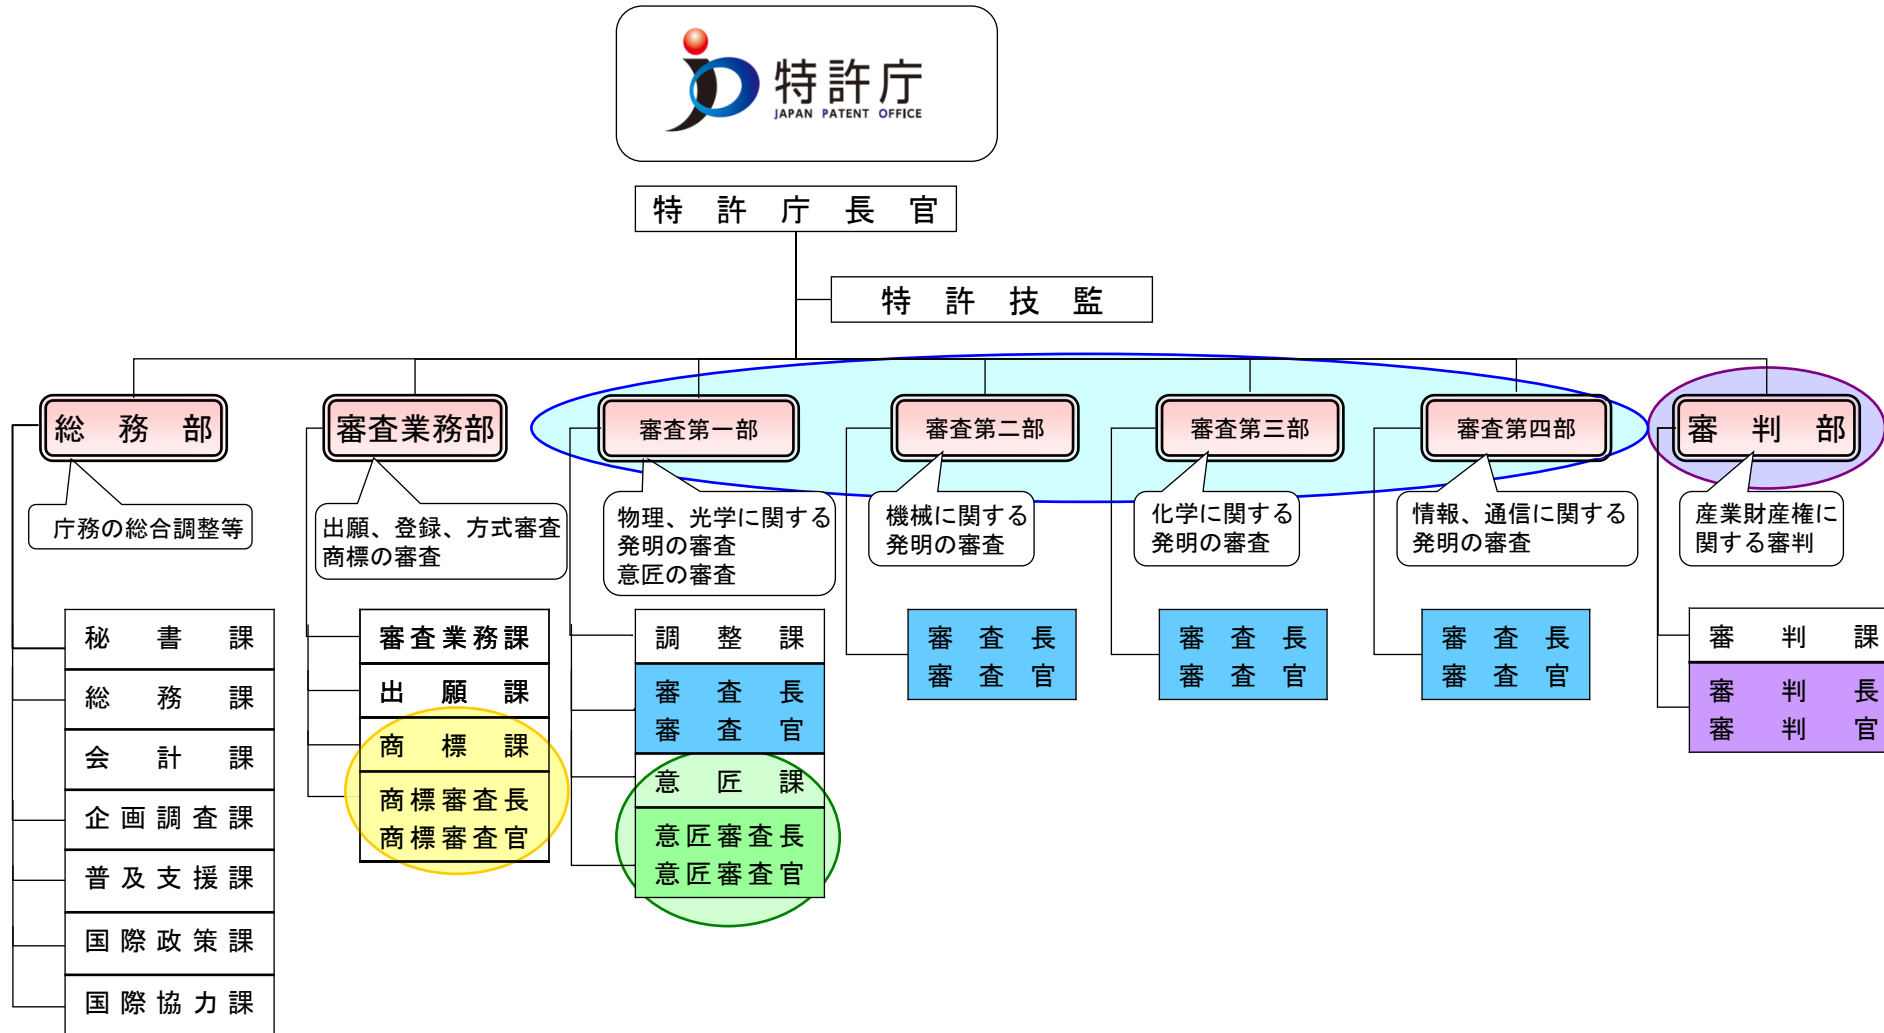 特許庁
JAPAN PATENT OFFICE
特許庁長官
特許技監
総務部
審査業務部
審査第一部
審査第二部
審査第三部
審査第四部
審判部
庁務の総合調整等
出願、登録、方式審査
商標の審査
物理、光学に関する
発明の審査
意匠の審査
機械に関する
発明の審査
化学に関する
発明の審査
情報、通信に関する
発明の審査
産業財産権に
関する審判
秘書課
総務課
会計課
企画調査課
普及支援課
国際政策課
国際協力課
審査業務課
出願課
商標課
商標審査長
商標審査官
調整課
審査長
審査官
意匠課
意匠審査長
意匠審査官
審査長
審査官
審査長
審査官
審査長
審査官
審判課
審判長
審判官